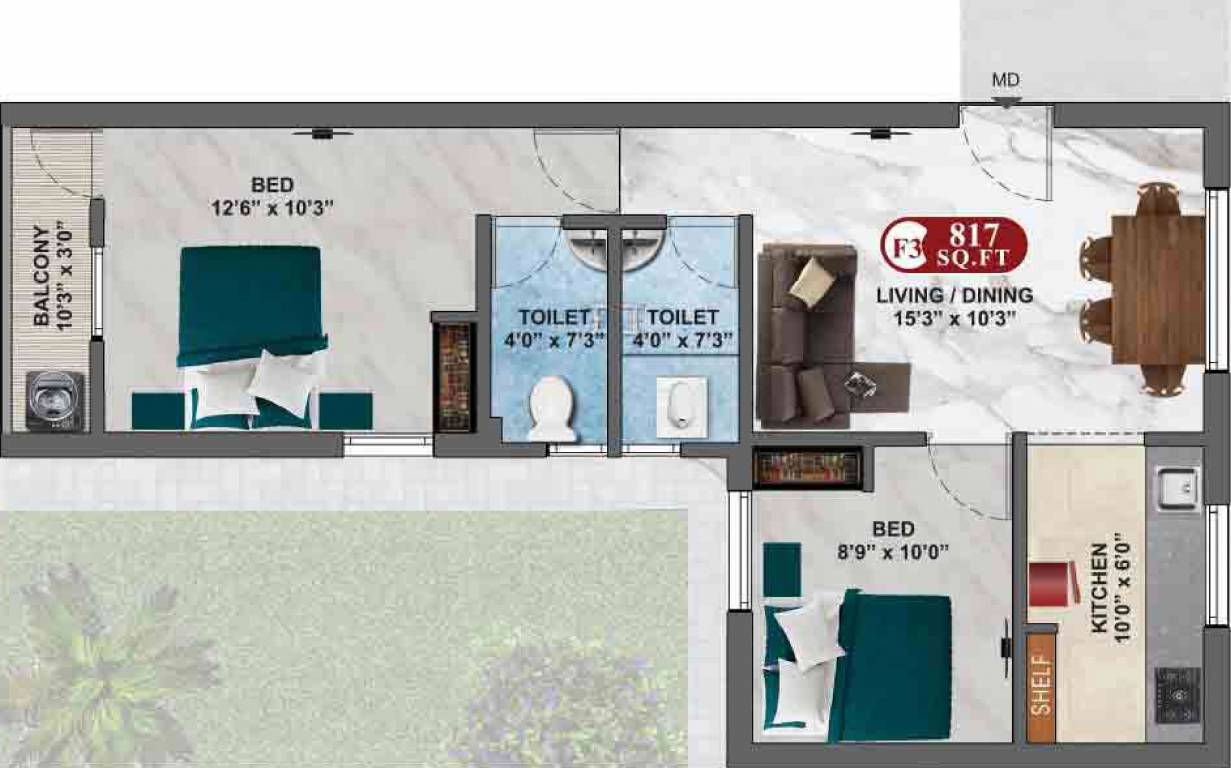 MD
BED
12'6" x 10'3"
BALCONY
10'3" x 3'0"
TOILET
4'0" x 7'3"
TOILET
4'0" x 7'3"
F3
817
SQ.FT
LIVING / DINING
15'3" x 10'3"
BED
8'9" x 10'0"
KITCHEN
10'0" x 6'0"
SHELF